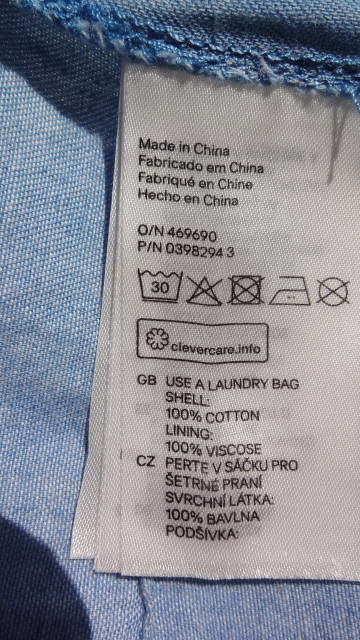 Made in China
Fabricado em China
Fabriqué en Chine
Hecho en China
O/N 469690
P/N 0398294 3
30
clevercare.info
GB USE A LAUNDRY BAG
SHELL:
100% COTTON
LINING:
100% VISCOSE
CZ PERTE V SÁČKU PRO
ŠETRNÉ PRANÍ
SVRCHNÍ LÁTKA:
100% BAVLNA
PODŠÍVKA: